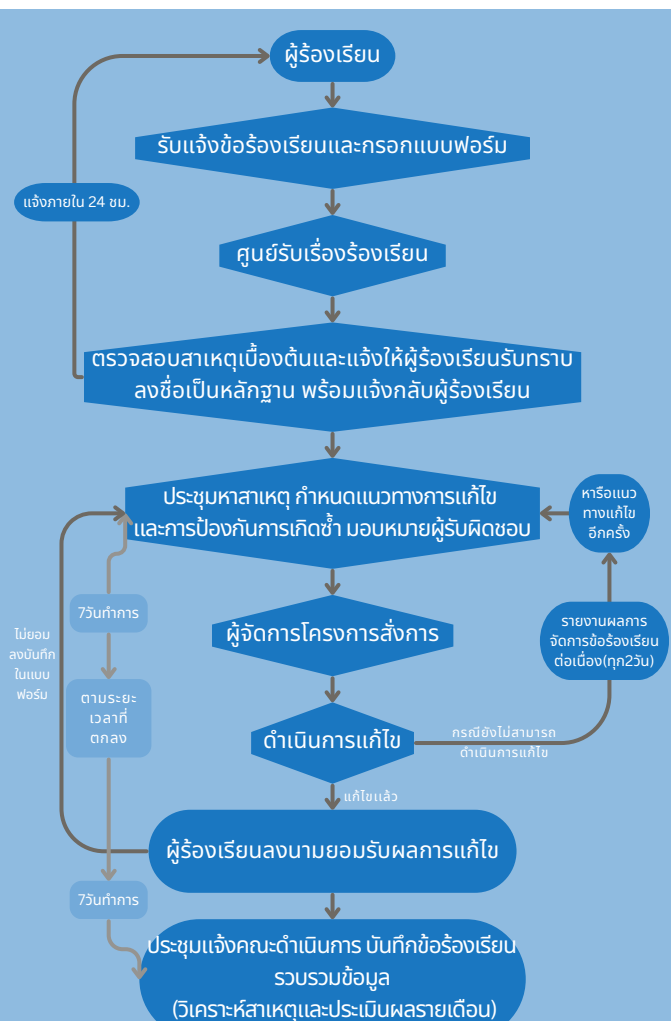 ผู้ร้องเรียน
รับแจ้งข้อร้องเรียนและกรอกแบบฟอร์ม
แจ้งภายใน 24 ชม.
ศูนย์รับเรื่องร้องเรียน
ตรวจสอบสาเหตุเบื้องต้นและแจ้งให้ผู้ร้องเรียนรับทราบ
ลงชื่อเป็นหลักฐาน พร้อมแจ้งกลับผู้ร้องเรียน
ประชุมหาสาเหตุ กำหนดแนวทางการแก้ไข
และการป้องกันการเกิดซ้ำ มอบหมายผู้รับผิดชอบ
หารือแนว
ทางแก้ไข
อีกครั้ง
7วันทำการ
ผู้จัดการโครงการสั่งการ
รายงานผลการ
จัดการข้อร้องเรียน
ต่อเนื่อง(ทุก2วัน)
ไม่ยอม
ลงบันทึก
ในแบบ
ฟอร์ม
ตามระยะ
เวลาที่
ตกลง
ดำเนินการแก้ไข
กรณียังไม่สามารถ
ดำเนินการแก้ไข
แก้ไขแล้ว
ผู้ร้องเรียนลงนามยอมรับผลการแก้ไข
7วันทำการ
ประชุมแจ้งคณะดำเนินการ บันทึกข้อร้องเรียน
รวบรวมข้อมูล
(วิเคราะห์สาเหตุและประเมินผลรายเดือน)